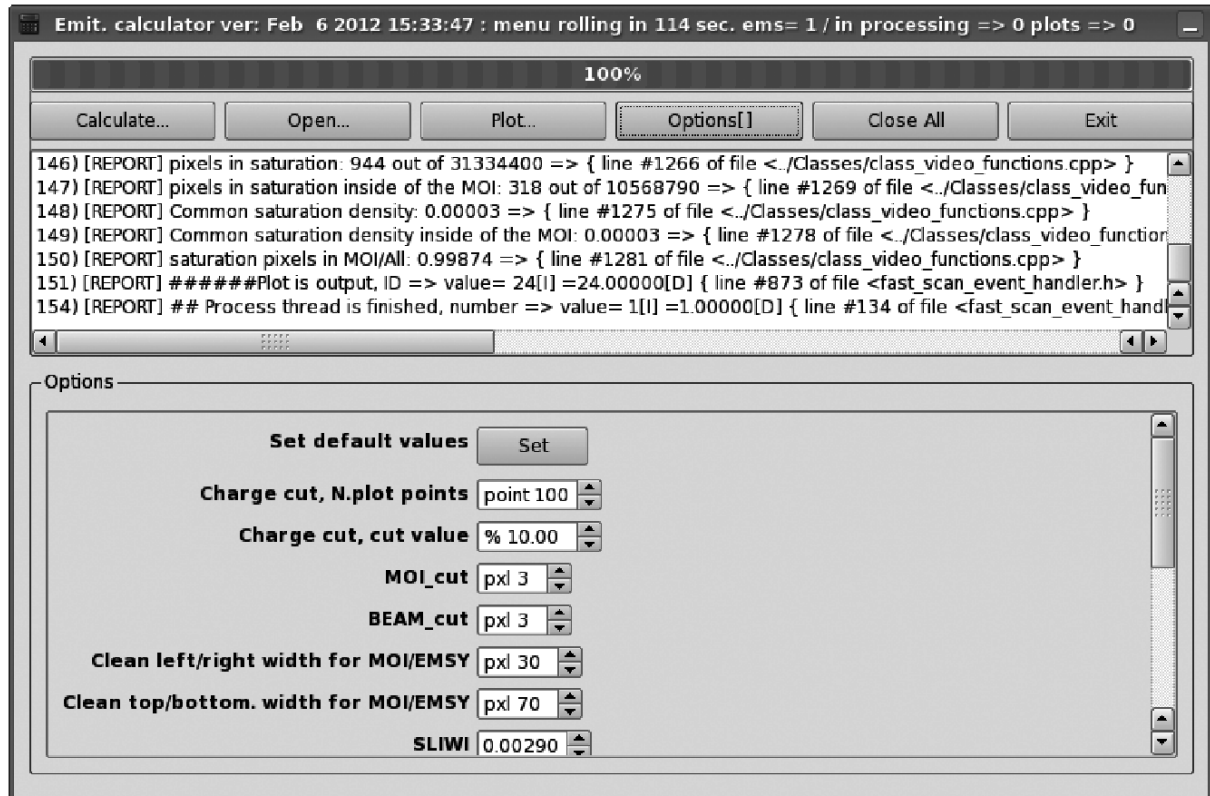 Emit. calculator ver: Feb  6 2012 15:33:47 : menu rolling in 114 sec. ems= 1 / in processing => 0 plots => 0
100%
Calculate... Open... Plot... Options[] Close All Exit
146) [REPORT] pixels in saturation: 944 out of 31334400 => { line #1266 of file <../Classes/class_video_functions.cpp> }
147) [REPORT] pixels in saturation inside of the MOI: 318 out of 10568790 => { line #1269 of file <../Classes/class_video_fun
148) [REPORT] Common saturation density: 0.00003 => { line #1275 of file <../Classes/class_video_functions.cpp> }
149) [REPORT] Common saturation density inside of the MOI: 0.00003 => { line #1278 of file <../Classes/class_video_function
150) [REPORT] saturation pixels in MOI/All: 0.99874 => { line #1281 of file <../Classes/class_video_functions.cpp> }
151) [REPORT] ######Plot is output, ID => value= 24[I] =24.00000[D] { line #873 of file <fast_scan_event_handler.h> }
154) [REPORT] ## Process thread is finished, number => value= 1[I] =1.00000[D] { line #134 of file <fast_scan_event_handl
Options
Set default values Set
Charge cut, N.plot points point 100
Charge cut, cut value % 10.00
MOI_cut pxl 3
BEAM_cut pxl 3
Clean left/right width for MOI/EMSY pxl 30
Clean top/bottom. width for MOI/EMSY pxl 70
SLIWI 0.00290